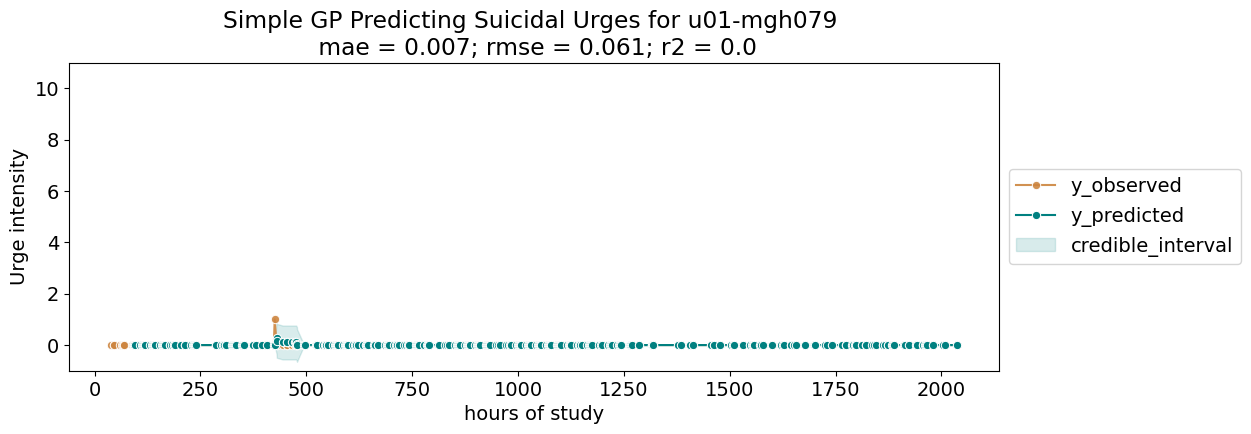 Simple GP Predicting Suicidal Urges for u01-mgh079
mae = 0.007; rmse = 0.061; r2 = 0.0
Urge intensity
10
8
6
4
2
0
0 250 500 750 1000 1250 1500 1750 2000
hours of study
y_observed
y_predicted
credible_interval